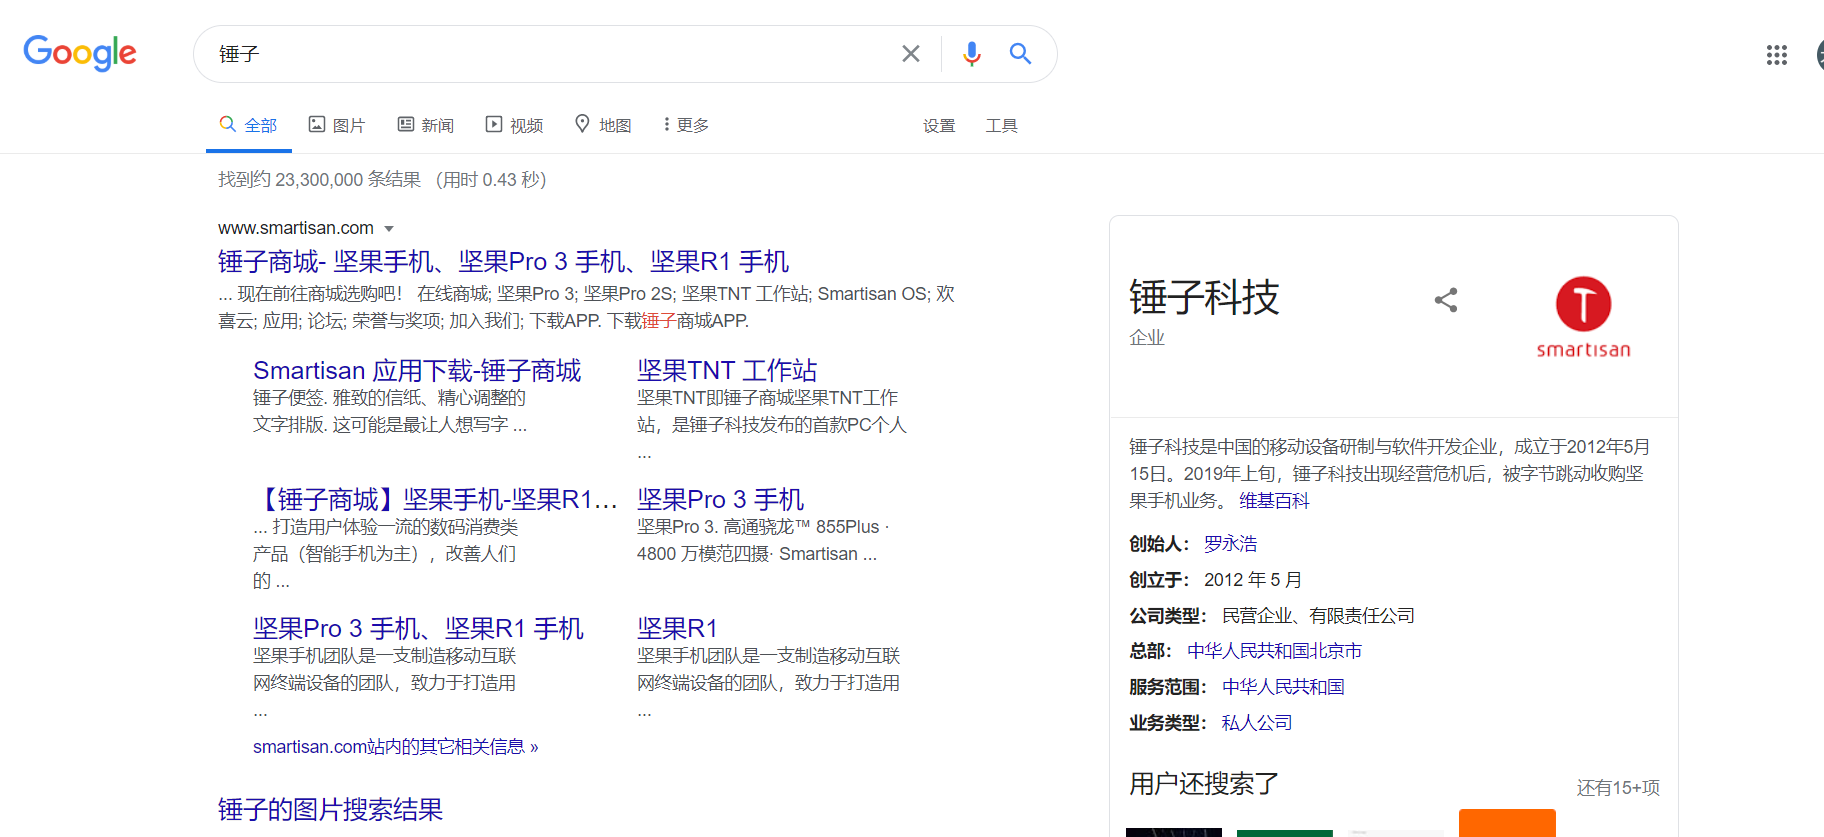 Google
锤子
全部
图片
新闻
视频
地图
更多
设置
工具
找到约 23,300,000 条结果 （用时 0.43 秒）
www.smartisan.com
锤子商城- 坚果手机、坚果Pro 3 手机、坚果R1 手机
... 现在前往商城选购吧！ 在线商城; 坚果Pro 3; 坚果Pro 2S; 坚果TNT 工作站; Smartisan OS; 欢
喜云; 应用; 论坛; 荣誉与奖项; 加入我们; 下载APP. 下载锤子商城APP.
Smartisan 应用下载-锤子商城
锤子便签. 雅致的信纸、精心调整的
文字排版. 这可能是最让人想写字 ...
坚果TNT 工作站
坚果TNT即锤子商城坚果TNT工作
站，是锤子科技发布的首款PC个人
...
【锤子商城】坚果手机-坚果R1...
... 打造用户体验一流的数码消费类
产品（智能手机为主），改善人们
的 ...
坚果Pro 3 手机
坚果Pro 3. 高通骁龙™ 855Plus ·
4800 万模范四摄· Smartisan ...
坚果Pro 3 手机、坚果R1 手机
坚果手机团队是一支制造移动互联
网终端设备的团队，致力于打造用
...
坚果R1
坚果手机团队是一支制造移动互联
网终端设备的团队，致力于打造用
...
smartisan.com站内的其它相关信息 »
锤子的图片搜索结果
锤子科技
企业
smartisan
锤子科技是中国的移动设备研制与软件开发企业，成立于2012年5月
15日。2019年上旬，锤子科技出现经营危机后，被字节跳动收购坚
果手机业务。 维基百科
创始人： 罗永浩
创立于： 2012 年 5 月
公司类型： 民营企业、有限责任公司
总部： 中华人民共和国北京市
服务范围： 中华人民共和国
业务类型： 私人公司
用户还搜索了
还有15+项